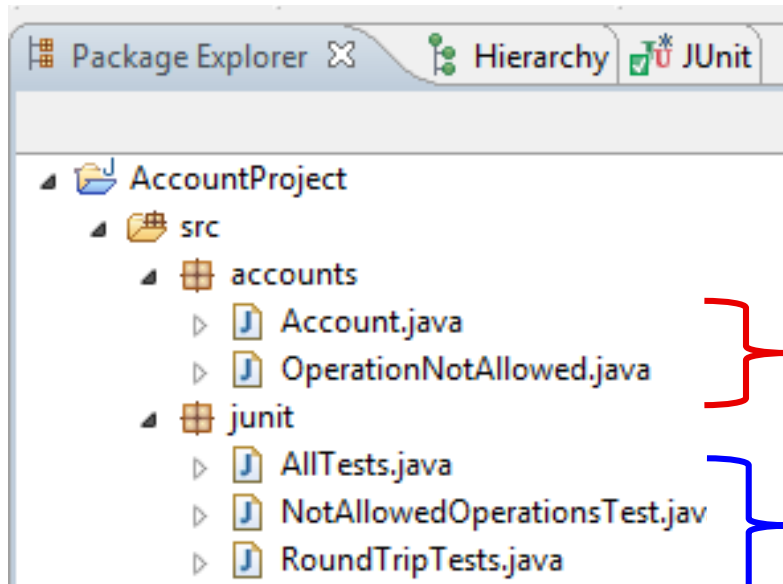 Package Explorer Hierarchy JUnit
AccountProject
src
accounts
Account.java
OperationNotAllowed.java
junit
AllTests.java
NotAllowedOperationsTest.jav
RoundTripTests.java